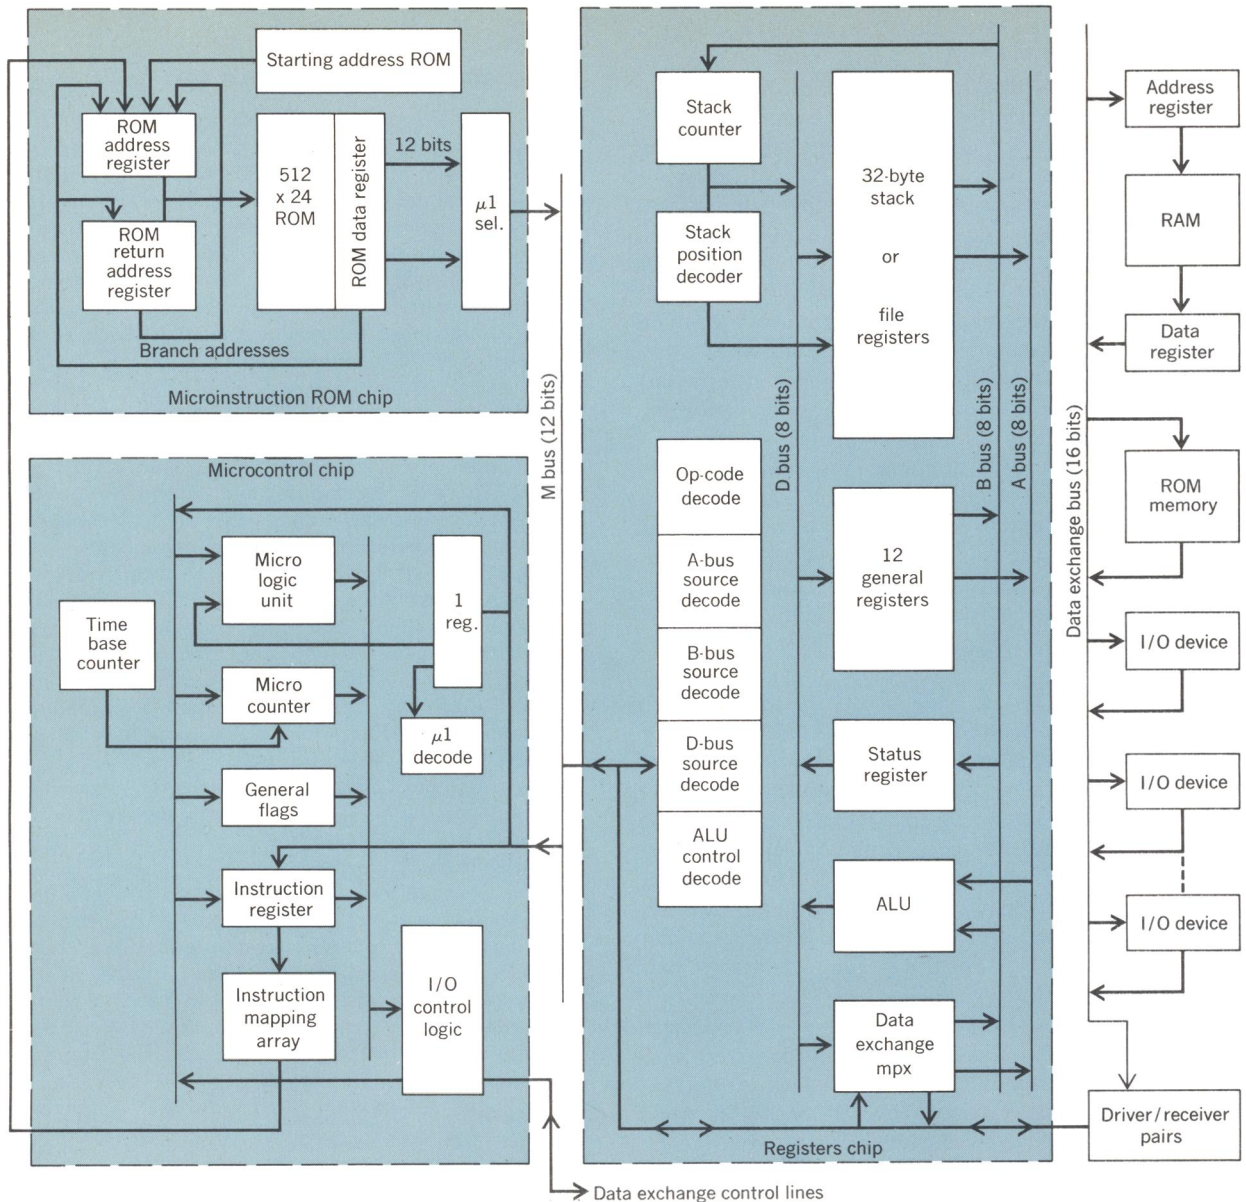 Starting address ROM
ROM
address
register
ROM
return
address
register
512
x 24
ROM
ROM data register
12 bits
μ1
sel.
Branch addresses
Microinstruction ROM chip
M bus (12 bits)
Microcontrol chip
Micro
logic
unit
1
reg.
Time
base
counter
Micro
counter
μ1
decode
General
flags
Instruction
register
Instruction
mapping
array
I/O
control
logic
Stack
counter
Stack
position
decoder
32-byte
stack
or
file
registers
D bus (8 bits)
B bus (8 bits)
A bus (8 bits)
Op-code
decode
A-bus
source
decode
B-bus
source
decode
D-bus
source
decode
ALU
control
decode
12
general
registers
Status
register
ALU
Data
exchange
mpx
Registers chip
Data exchange bus (16 bits)
Address
register
RAM
Data
register
ROM
memory
I/O device
I/O device
I/O device
Driver/receiver
pairs
Data exchange control lines